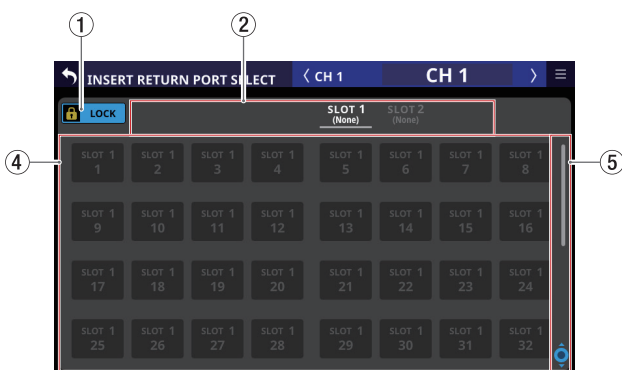 1 2
INSERT RETURN PORT SELECT CH 1 CH 1
LOCK SLOT 1 SLOT 2
(None) (None)
4 5
SLOT 1 SLOT 1 SLOT 1 SLOT 1 SLOT 1 SLOT 1 SLOT 1 SLOT 1
1 2 3 4 5 6 7 8
SLOT 1 SLOT 1 SLOT 1 SLOT 1 SLOT 1 SLOT 1 SLOT 1 SLOT 1
9 10 11 12 13 14 15 16
SLOT 1 SLOT 1 SLOT 1 SLOT 1 SLOT 1 SLOT 1 SLOT 1 SLOT 1
17 18 19 20 21 22 23 24
SLOT 1 SLOT 1 SLOT 1 SLOT 1 SLOT 1 SLOT 1 SLOT 1 SLOT 1
25 26 27 28 29 30 31 32